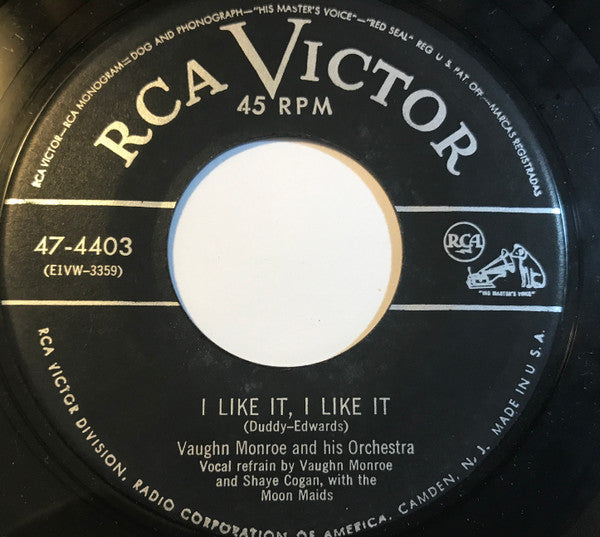 RCA VICTOR—RCA MONOGRAM—DOG AND PHONOGRAPH—"HIS MASTER'S VOICE"—"RED SEAL" REG U S PAT OFF—MARCAS REGISTRADAS
RCA VICTOR
45 RPM
47-4403
(E1VW-3359)
RCA
"HIS MASTER'S VOICE"
I LIKE IT, I LIKE IT
(Duddy-Edwards)
Vaughn Monroe and his Orchestra
Vocal refrain by Vaughn Monroe
and Shaye Cogan, with the
Moon Maids
RCA VICTOR DIVISION, RADIO CORPORATION OF AMERICA, CAMDEN, N. J. MADE IN U.S.A.